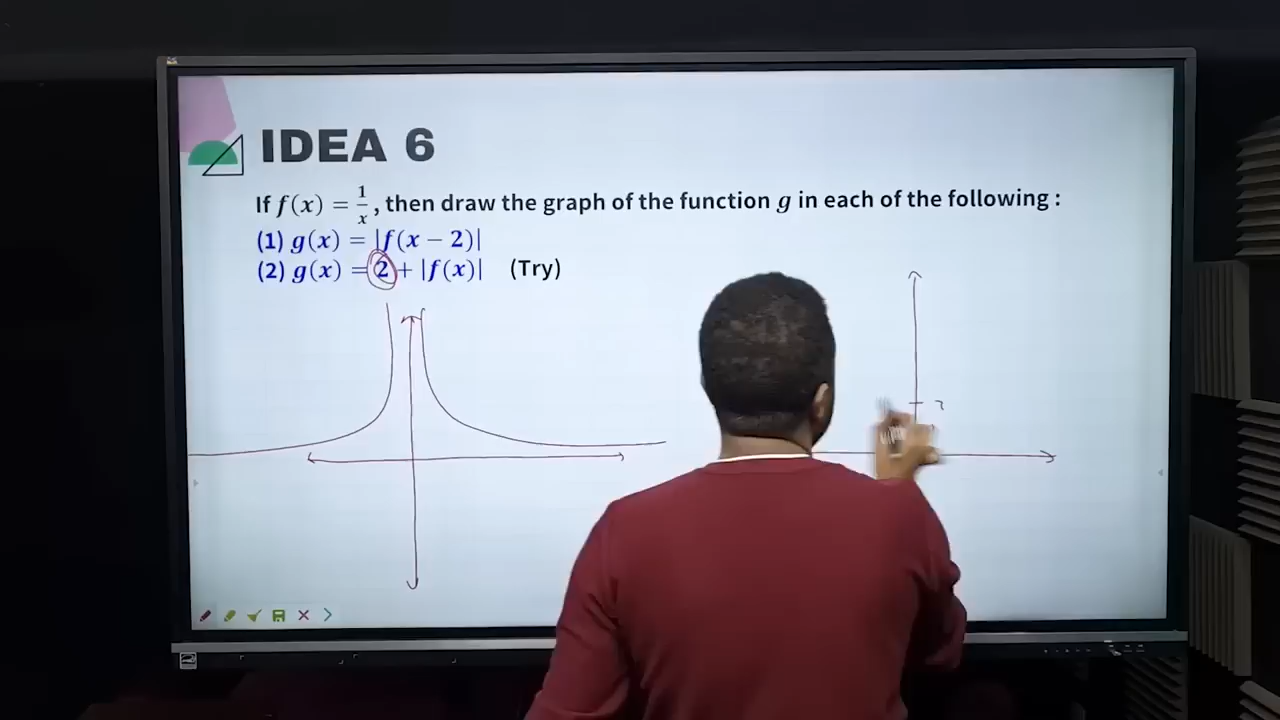 IDEA 6
If f(x) = 1/x, then draw the graph of the function g in each of the following :
(1) g(x) = |f(x − 2)|
(2) g(x) = 2 + |f(x)| (Try)
2